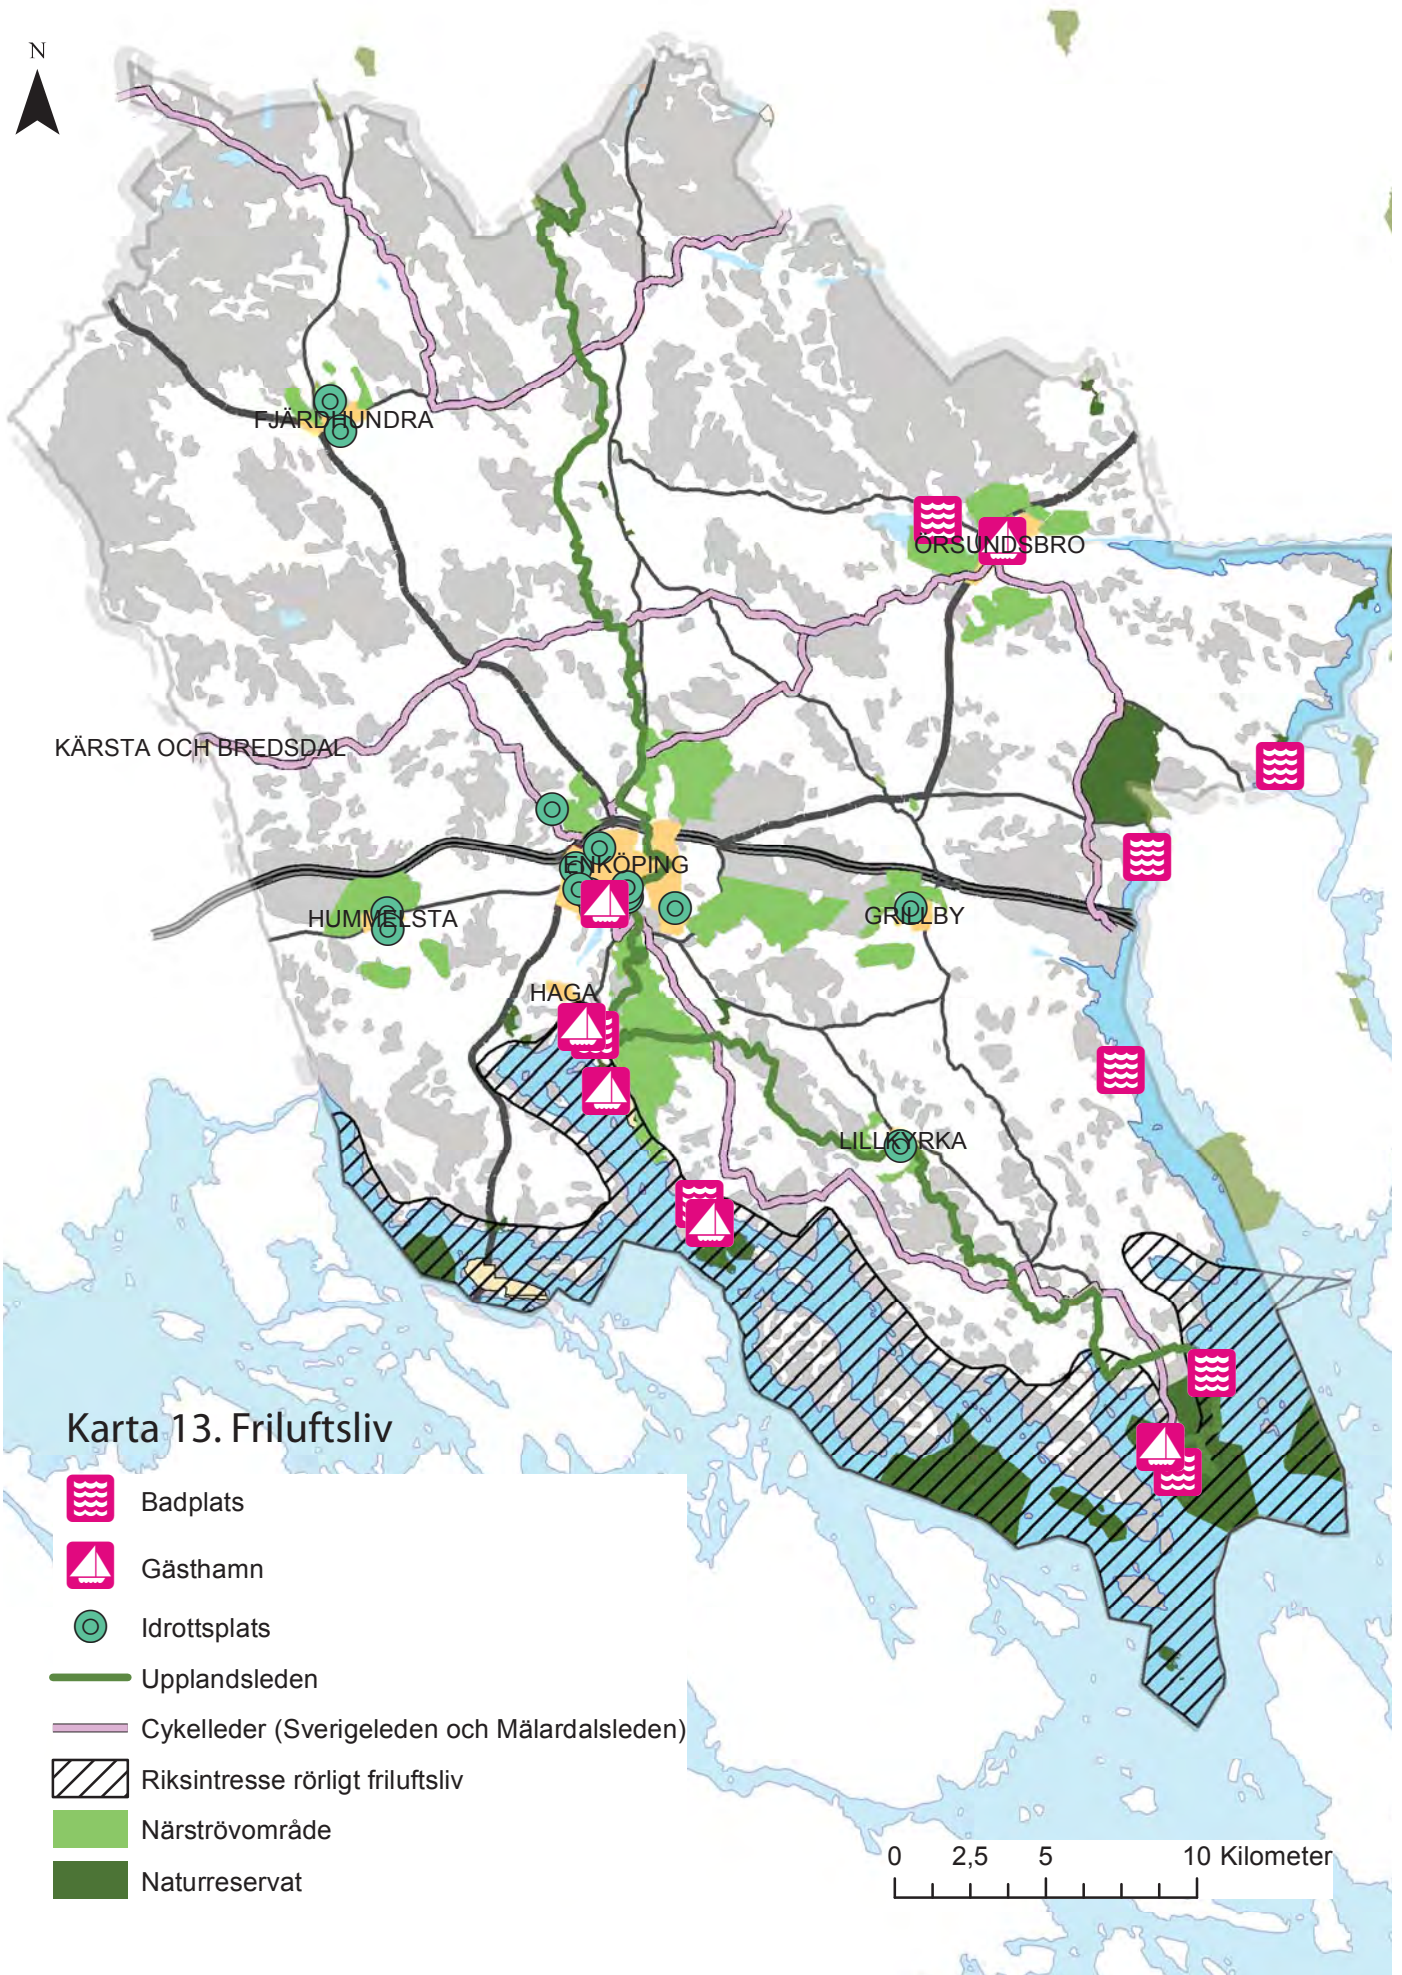 N
FJÄRDHUNDRA
ÖRSUNDSBRO
KÄRSTA OCH BREDSDAL
ENKÖPING
HUMMELSTA
GRILLBY
HAGA
LILLKYRKA
Karta 13. Friluftsliv
Badplats
Gästhamn
Idrottsplats
Upplandsleden
Cykelleder (Sverigeleden och Mälardalsleden)
Riksintresse rörligt friluftsliv
Närströvområde
Naturreservat
0 2,5 5 10 Kilometer